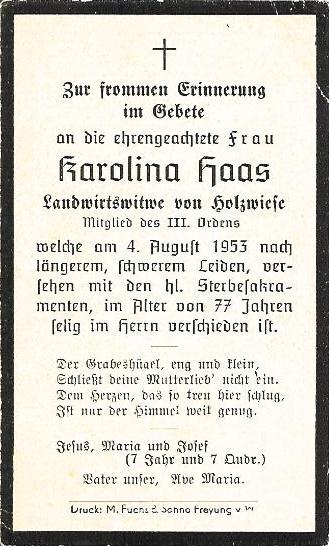 Zur frommen Erinnerung
im Gebete
an die ehrengeachtete Frau
Karolina Haas
Landwirtswitwe von Holzwiese
Mitglied des III. Ordens
welche am 4. August 1953 nach
längerem, schwerem Leiden, ver-
sehen mit den hl. Sterbesakra-
menten, im Alter von 77 Jahren
selig im Herrn verschieden ist.
Der Grabeshügel, eng und klein,
Schließt deine Mutterlieb' nicht ein.
Dem Herzen, das so treu hier schlug,
Ist nur der Himmel weit genug.
Jesus, Maria und Josef
(7 Jahr und 7 Qudr.)
Vater unser, Ave Maria.
Druck: M. Fuchs & Söhne Freyung v W